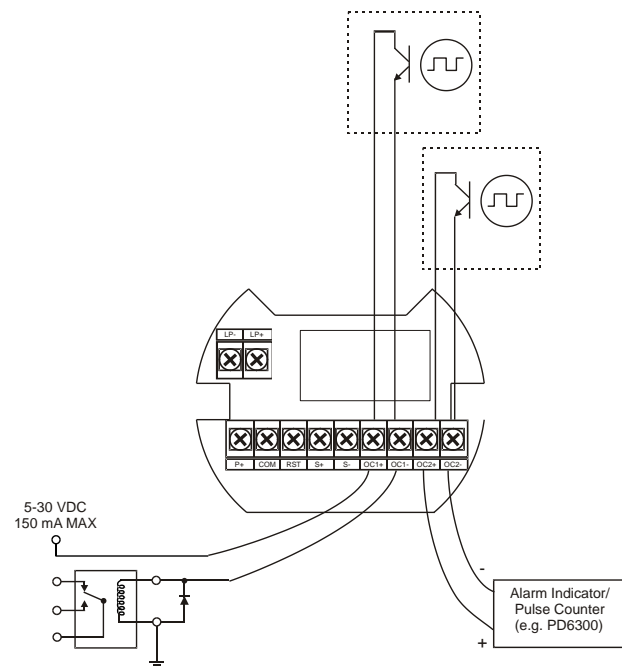 LP- LP+
P+ COM RST S+ S- OC1+ OC1- OC2+ OC2-
5-30 VDC
150 mA MAX
-
Alarm Indicator/
Pulse Counter
(e.g. PD6300)
+